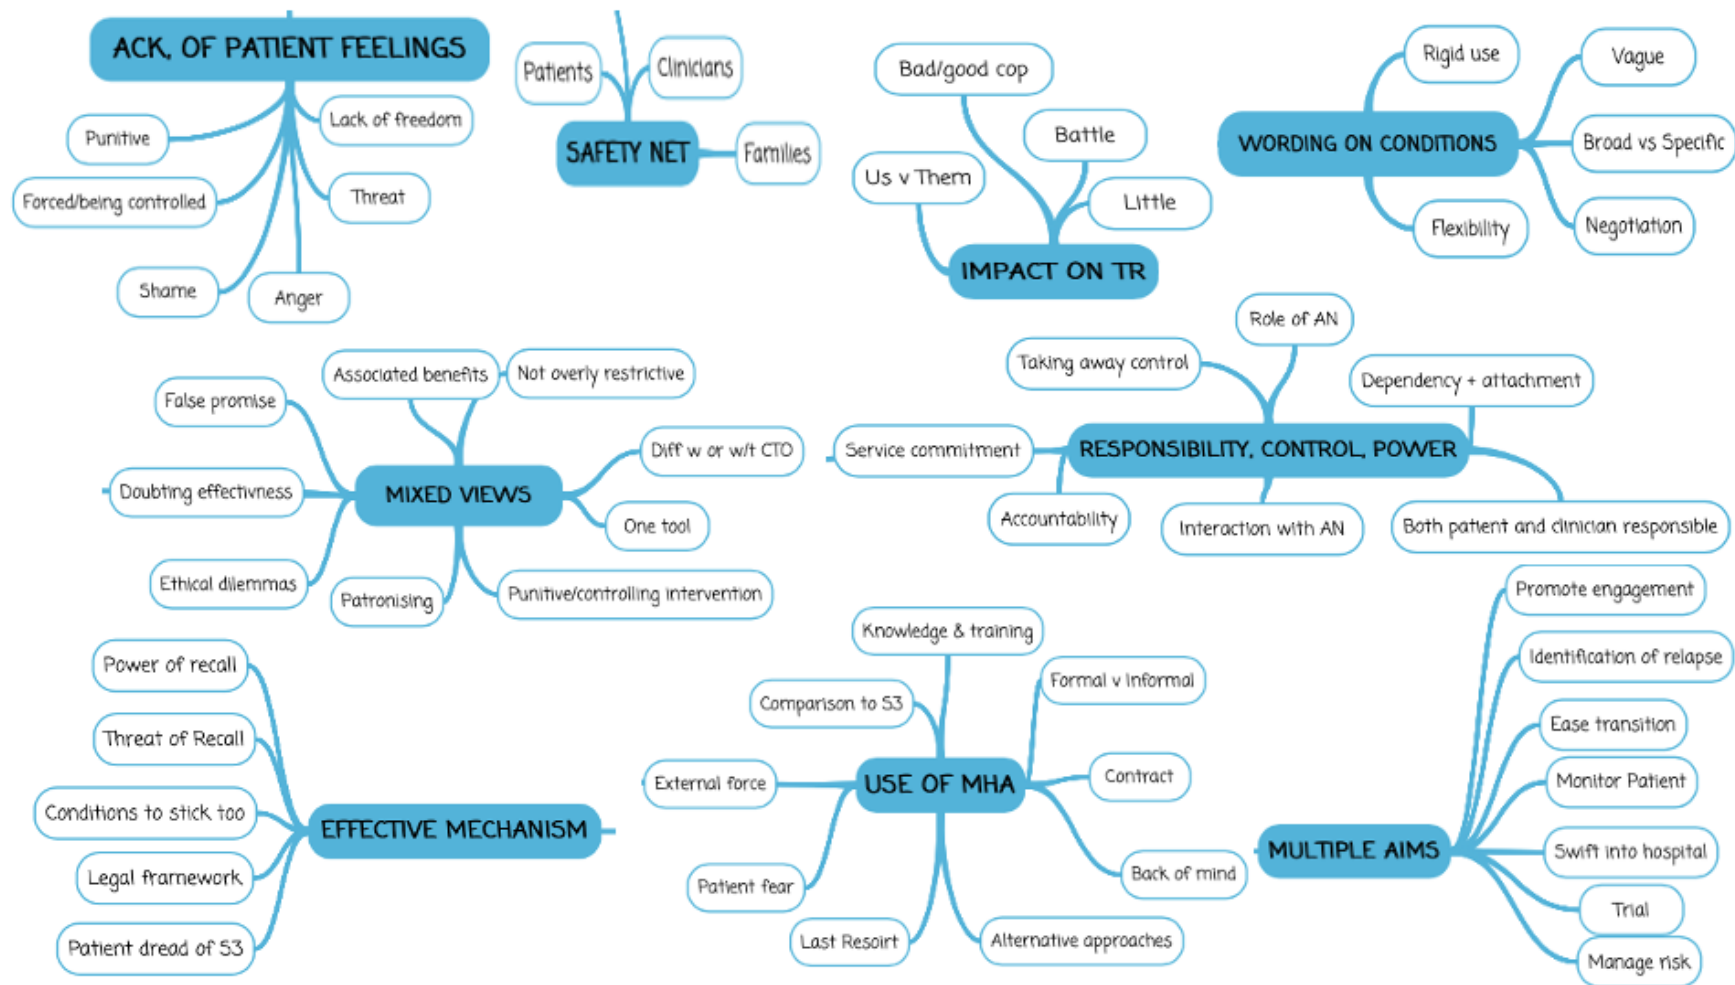 ACK, OF PATIENT FEELINGS
Punitive
Lack of freedom
Forced/being controlled
Threat
Shame
Anger
Patients
Clinicians
SAFETY NET
Families
Bad/good cop
Battle
Us v Them
Little
IMPACT ON TR
Rigid use
Vague
WORDING ON CONDITIONS
Broad vs Specific
Flexibility
Negotiation
Associated benefits
Not overly restrictive
False promise
Diff w or w/t CTO
Doubting effectivness
MIXED VIEWS
One tool
Ethical dilemmas
Patronising
Punitive/controlling intervention
Role of AN
Taking away control
Dependency + attachment
Service commitment
RESPONSIBILITY, CONTROL, POWER
Accountability
Interaction with AN
Both patient and clinician responsible
Power of recall
Threat of Recall
Conditions to stick too
EFFECTIVE MECHANISM
Legal framework
Patient dread of S3
Knowledge & training
Comparison to S3
Formal v Informal
External force
USE OF MHA
Contract
Patient fear
Back of mind
Last Resoirt
Alternative approaches
Promote engagement
Identification of relapse
Ease transition
Monitor Patient
MULTIPLE AIMS
Swift into hospital
Trial
Manage risk